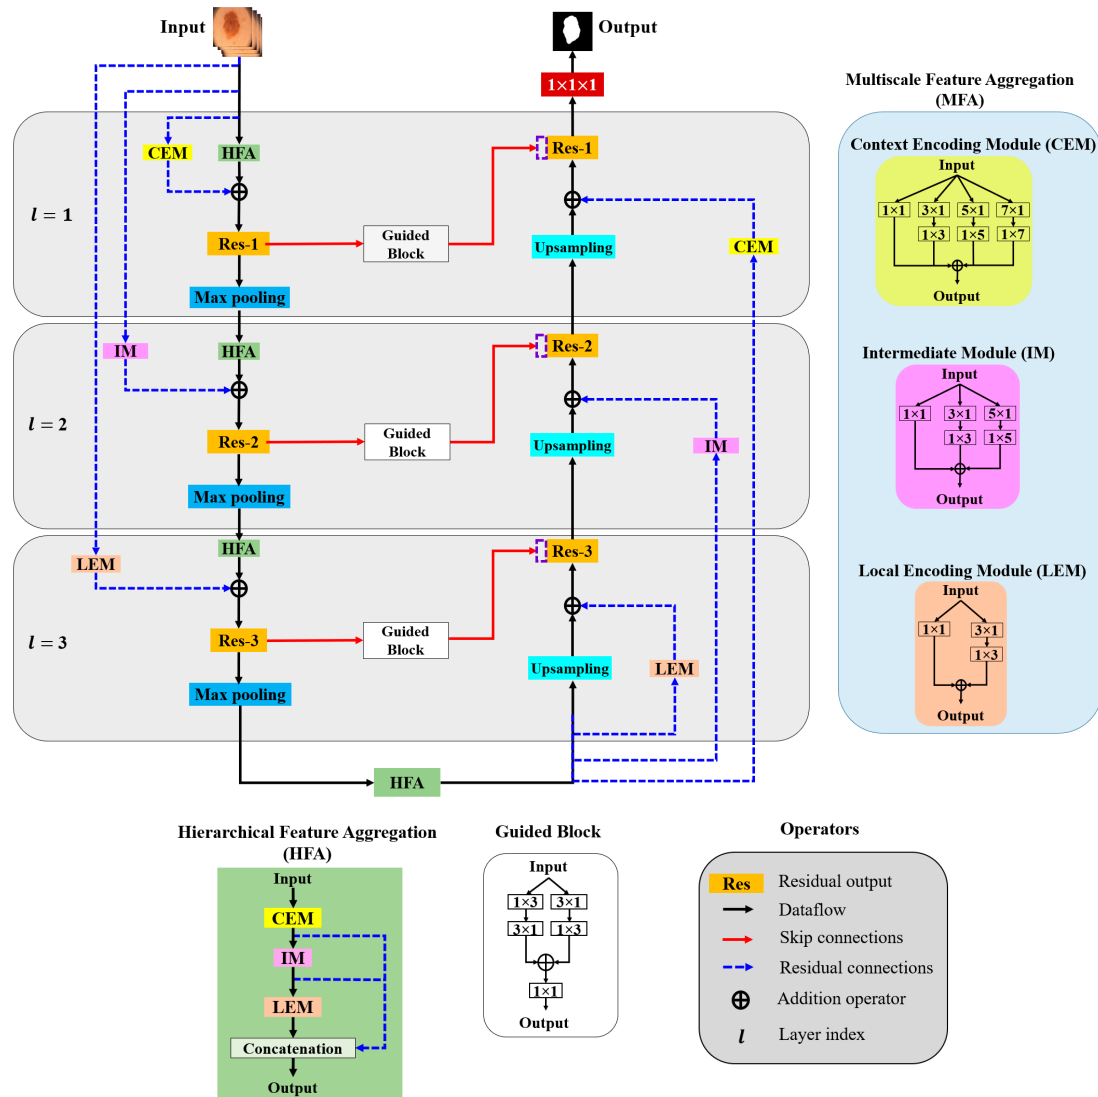 Input
Output
1×1×1
Multiscale Feature Aggregation
(MFA)
l = 1
CEM
HFA
Res-1
Res-1
Guided
Block
Upsampling
CEM
Max pooling
Context Encoding Module (CEM)
Input
1×1
3×1
5×1
7×1
1×3
1×5
1×7
Output
l = 2
IM
HFA
Res-2
Res-2
Guided
Block
Upsampling
IM
Max pooling
Intermediate Module (IM)
Input
1×1
3×1
5×1
1×3
1×5
Output
l = 3
LEM
HFA
Res-3
Res-3
Guided
Block
Upsampling
LEM
Max pooling
Local Encoding Module (LEM)
Input
1×1
3×1
1×3
Output
HFA
Hierarchical Feature Aggregation
(HFA)
Input
CEM
IM
LEM
Concatenation
Output
Guided Block
Input
1×3
3×1
3×1
1×3
1×1
Output
Operators
Res
Residual output
Dataflow
Skip connections
Residual connections
Addition operator
l
Layer index